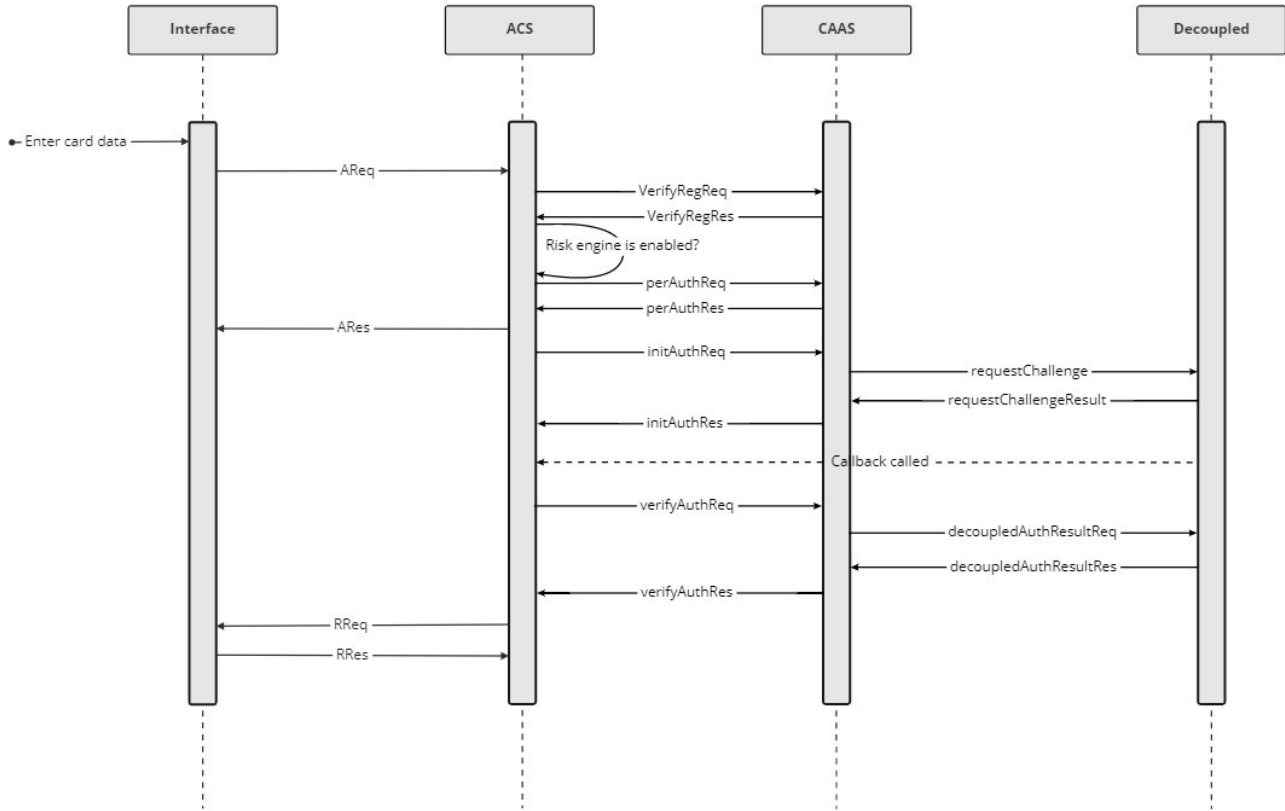 Interface
ACS
CAAS
Decoupled
Enter card data
AReq
VerifyRegReq
VerifyRegRes
Risk engine is enabled?
perAuthReq
perAuthRes
ARes
initAuthReq
requestChallenge
requestChallengeResult
initAuthRes
Callback called
verifyAuthReq
decoupledAuthResultReq
decoupledAuthResultRes
verifyAuthRes
RReq
RRes